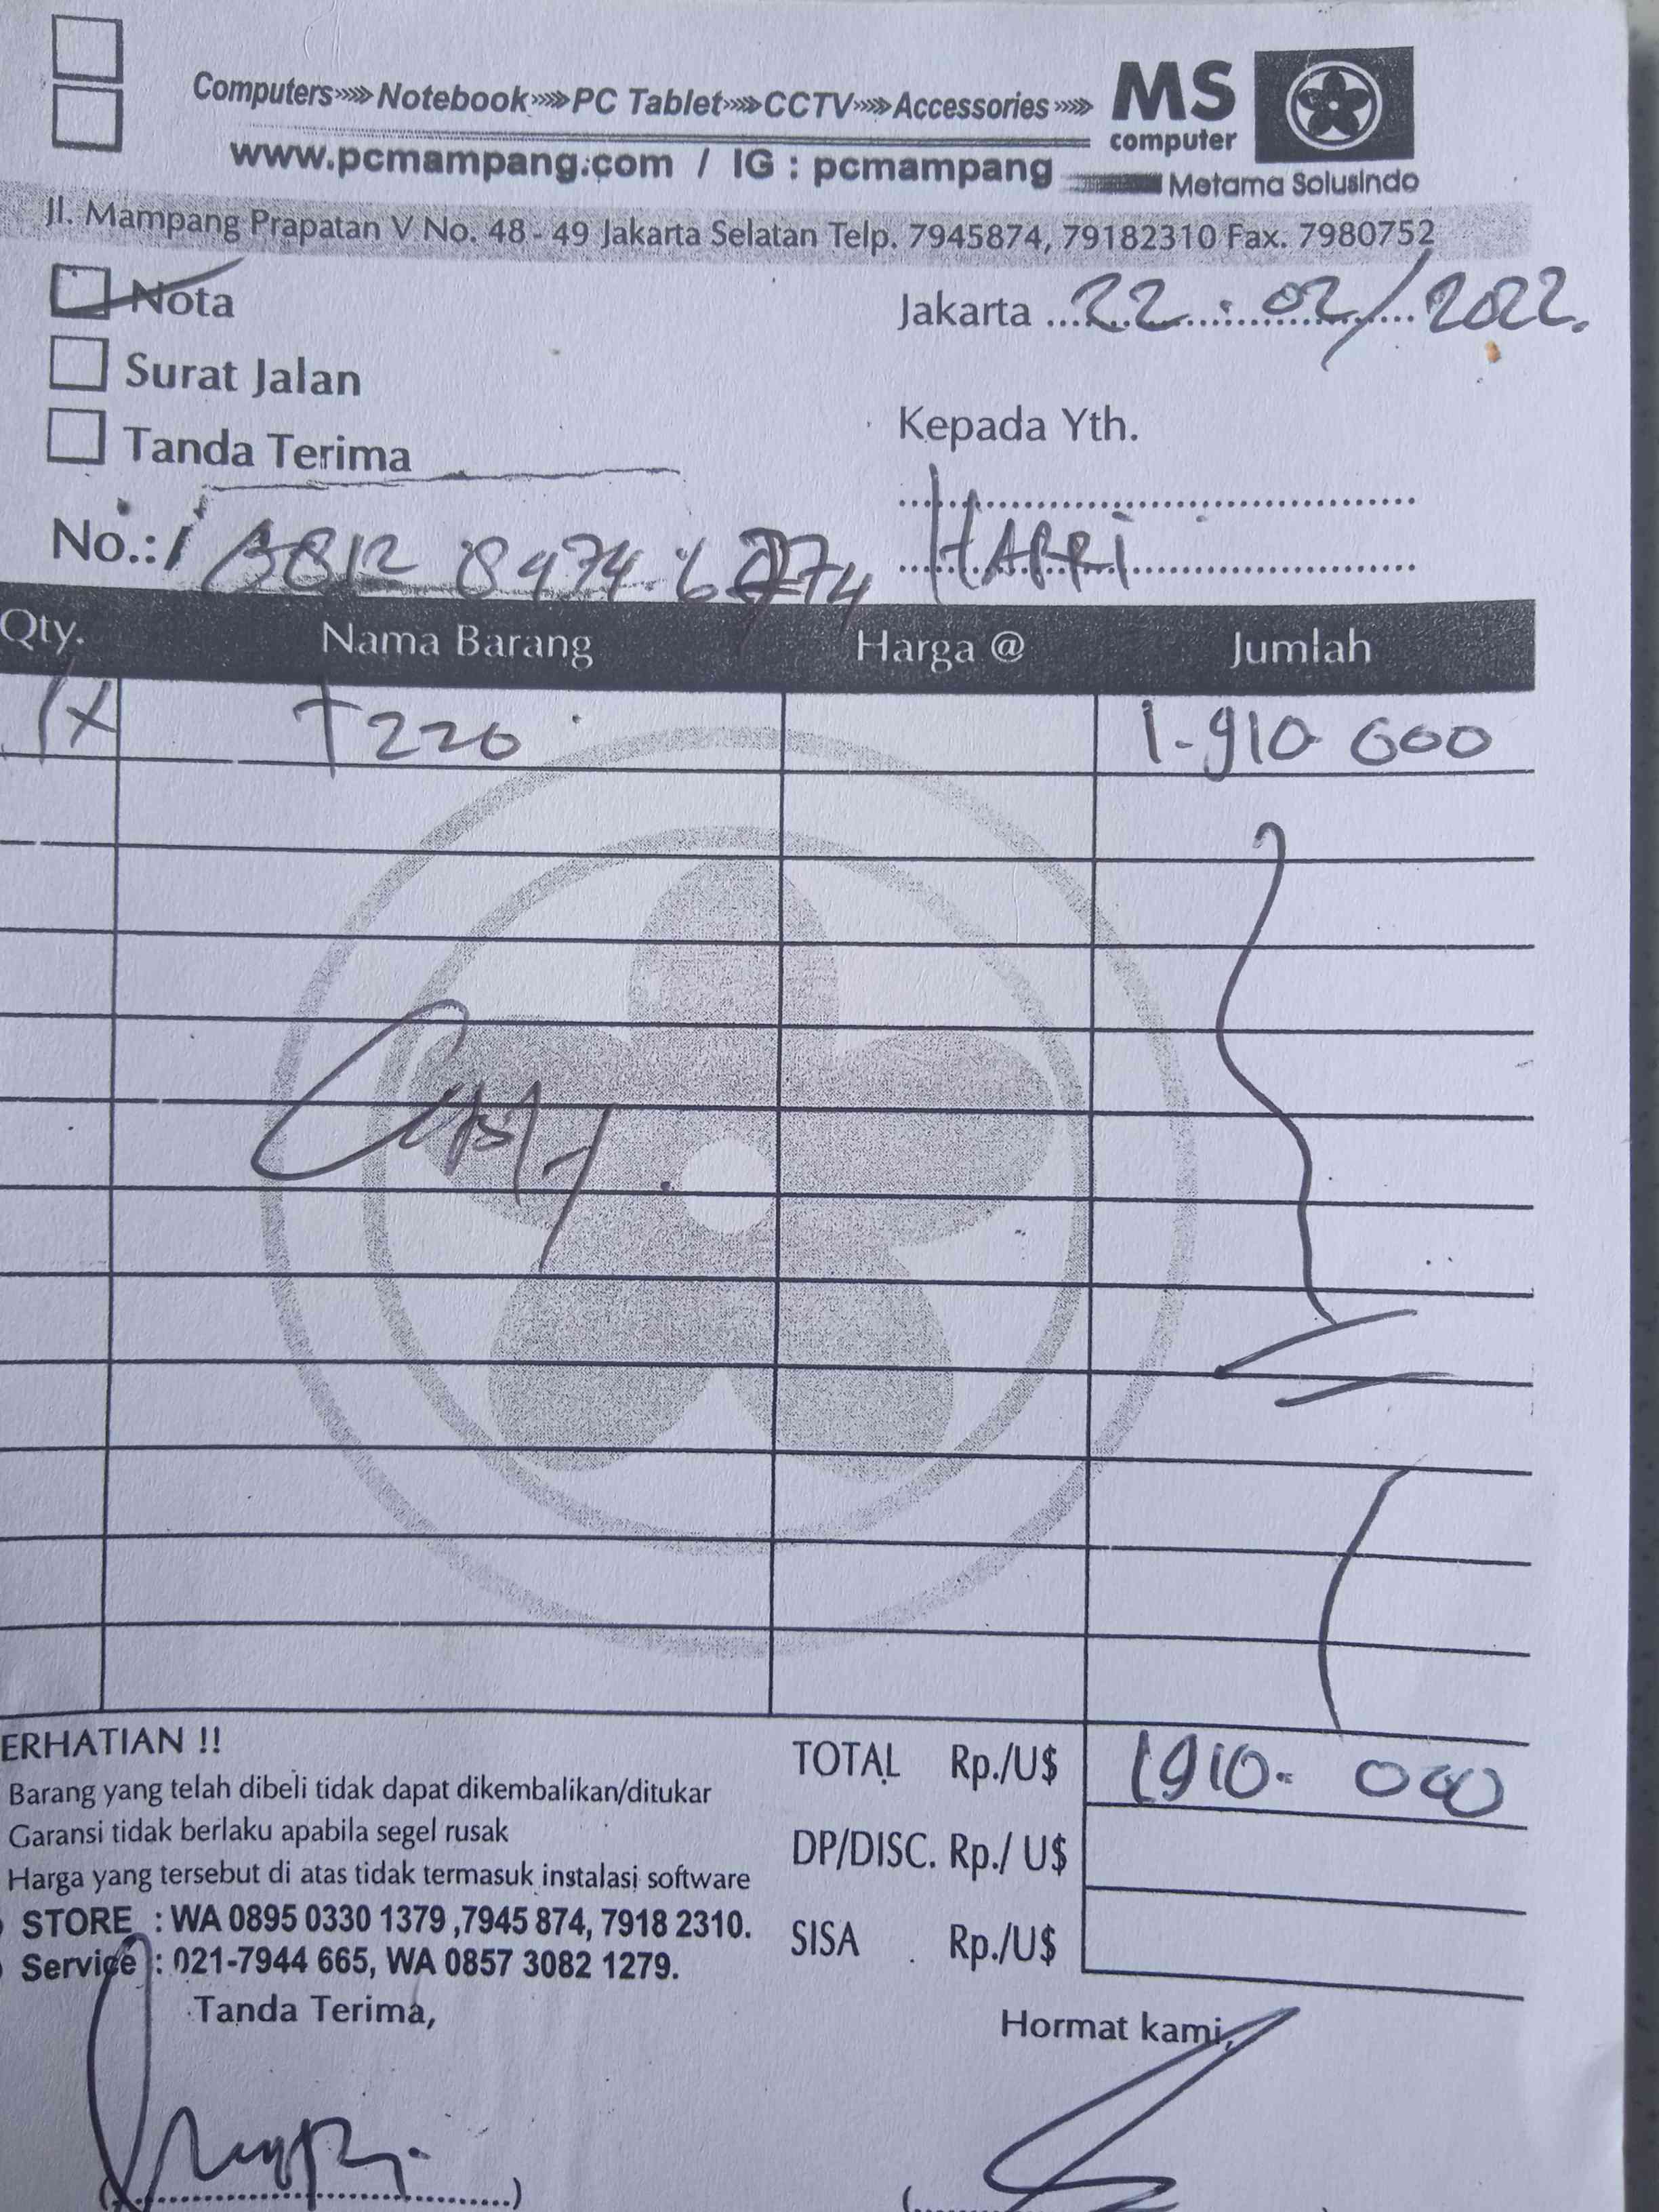 Computers»»»Notebook»»»PC Tablet»»»CCTV»»»Accessories»»»
MS
computer
www.pcmampang.com / IG : pcmampang
Metama Solusindo
Jl. Mampang Prapatan V No. 48 - 49 Jakarta Selatan Telp. 7945874, 79182310 Fax. 7980752
Nota
Jakarta 22 . 02/2022.
Surat Jalan
Kepada Yth.
Tanda Terima
No.:
HARRI
Qty. Nama Barang Harga @ Jumlah
1X T220 1.910 000
Cash
ERHATIAN !!
Barang yang telah dibeli tidak dapat dikembalikan/ditukar
Garansi tidak berlaku apabila segel rusak
Harga yang tersebut di atas tidak termasuk instalasi software
STORE : WA 0895 0330 1379 ,7945 874, 7918 2310.
Service : 021-7944 665, WA 0857 3082 1279.
TOTAL Rp./U$ 1910. 000
DP/DISC. Rp./ U$
SISA Rp./U$
Tanda Terima,
Hormat kami,